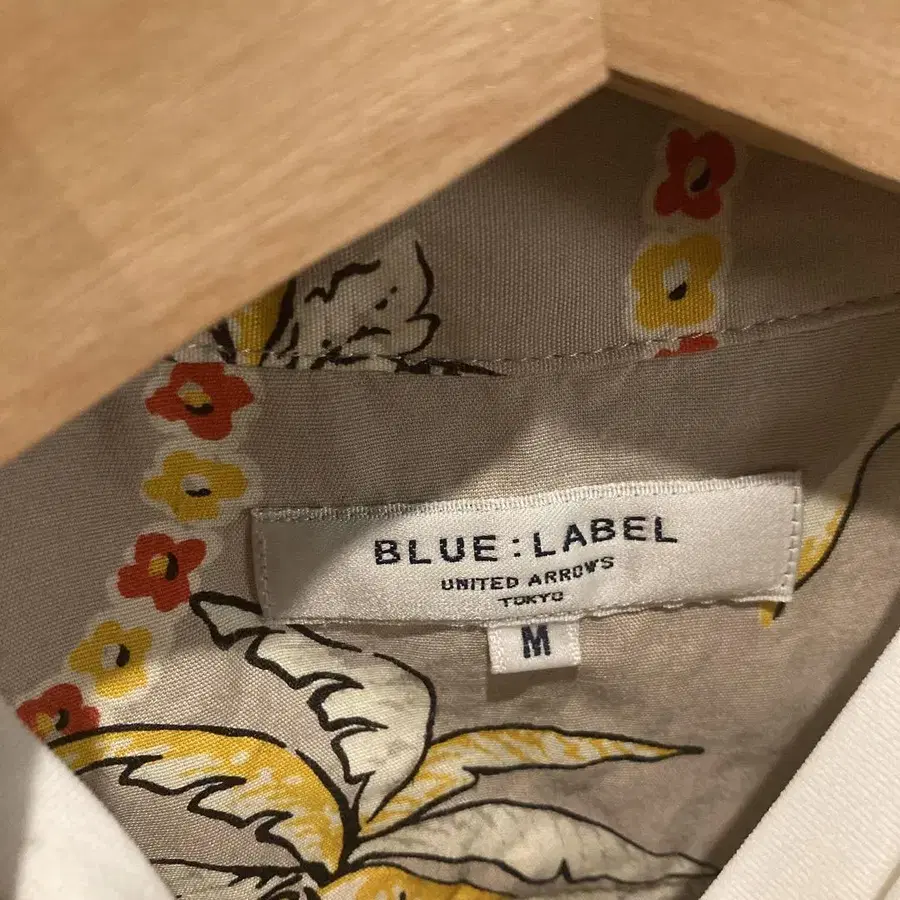 BLUE : LABEL
UNITED ARROWS
TOKYO
M